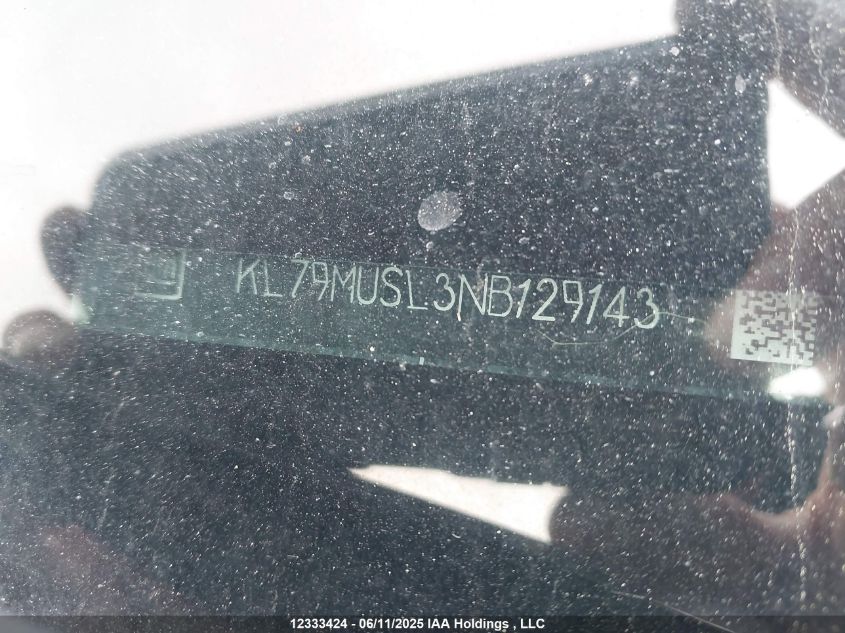 KL79MUSL3NB129143
12333424 - 06/11/2025 IAA Holdings , LLC